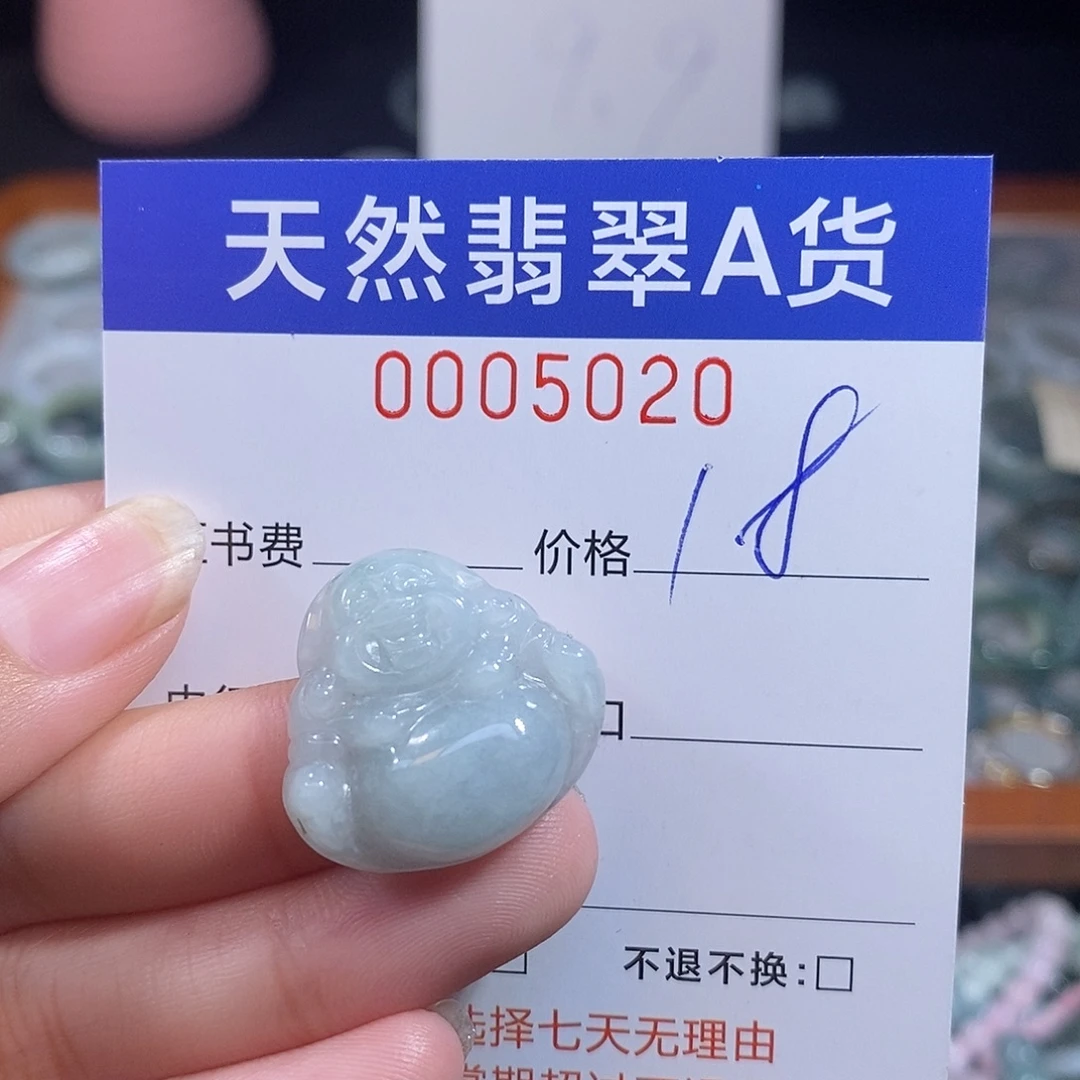 天然翡翠A货
0005020
书费 价格 18
口
不退不换:□
选择七天无理由